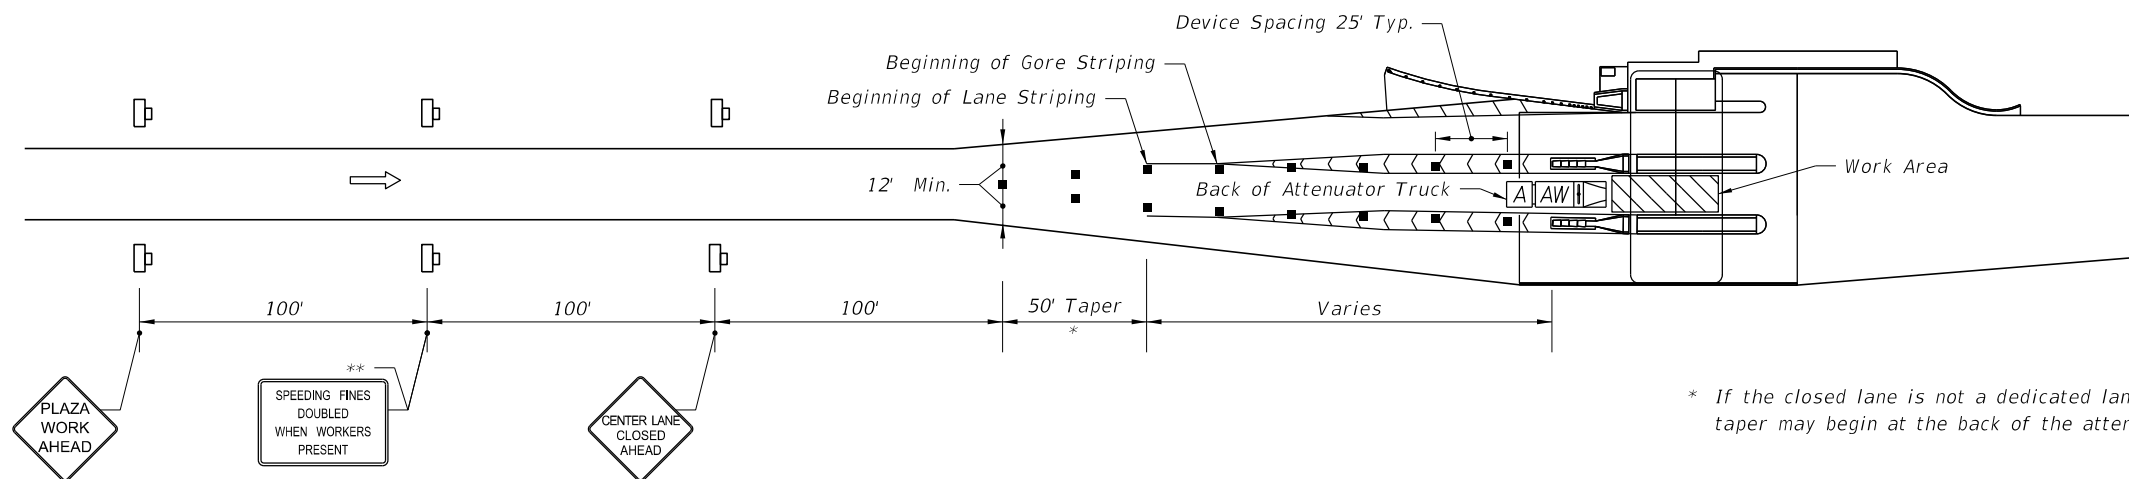 Device Spacing 25' Typ.
Beginning of Gore Striping
Beginning of Lane Striping
12' Min.
Back of Attenuator Truck
A
AW
Work Area
100'
100'
100'
50' Taper
*
Varies
**
PLAZA
WORK
AHEAD
SPEEDING FINES
DOUBLED
WHEN WORKERS
PRESENT
CENTER LANE
CLOSED
AHEAD
* If the closed lane is not a dedicated
taper may begin at the back of the